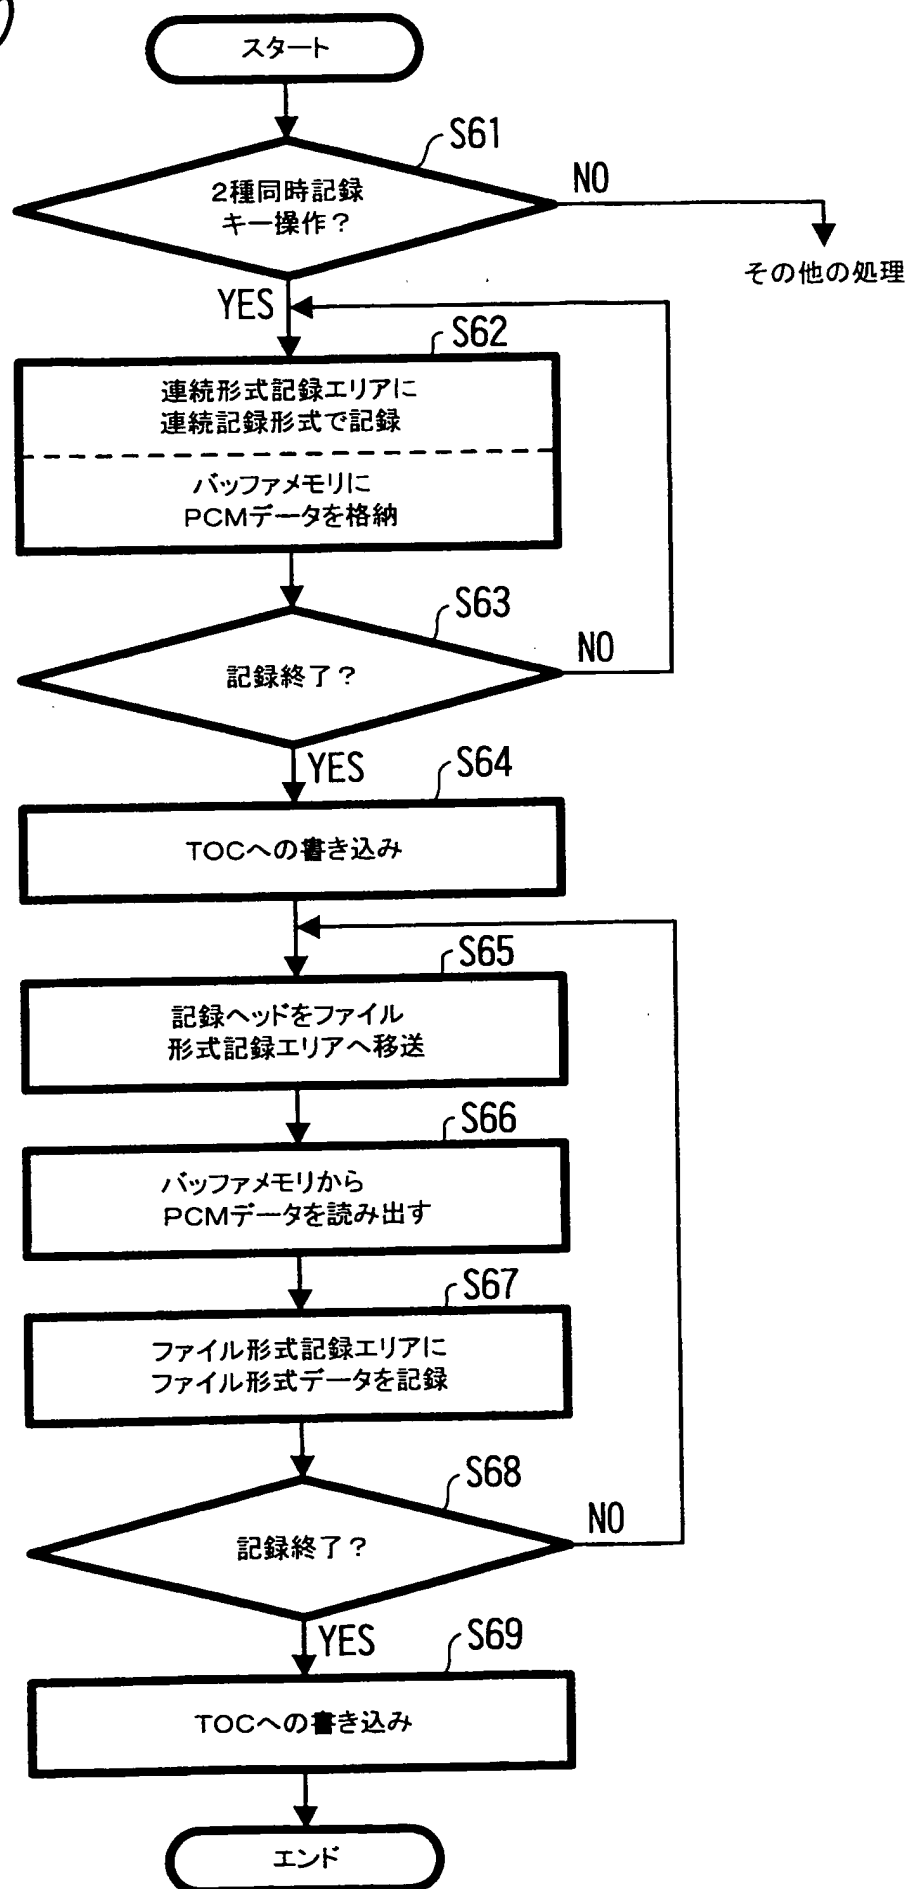 スタート
S61
2種同時記録
キー操作?
NO
その他の処理
YES
S62
連続形式記録エリアに
連続記録形式で記録
バッファメモリに
PCMデータを格納
S63
記録終了?
NO
YES
S64
TOCへの書き込み
S65
記録ヘッドをファイル
形式記録エリアへ移送
S66
バッファメモリから
PCMデータを読み出す
S67
ファイル形式記録エリアに
ファイル形式データを記録
S68
記録終了?
NO
YES
S69
TOCへの書き込み
エンド